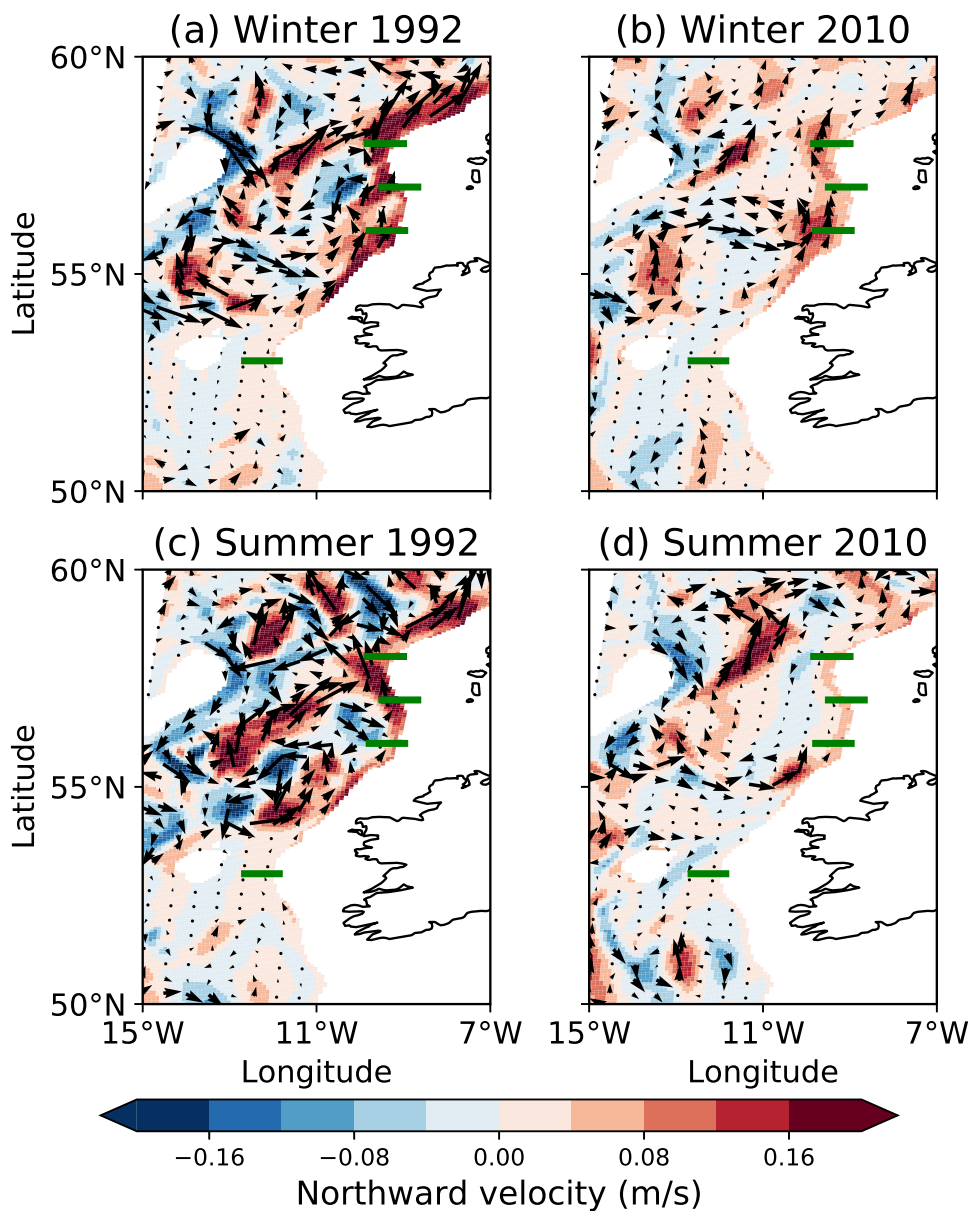 (a) Winter 1992 (b) Winter 2010
60°N
Latitude
55°N
50°N
(c) Summer 1992 (d) Summer 2010
60°N
Latitude
55°N
50°N
15°W 11°W 7°W 15°W 11°W 7°W
Longitude Longitude
−0.16 −0.08 0.00 0.08 0.16
Northward velocity (m/s)